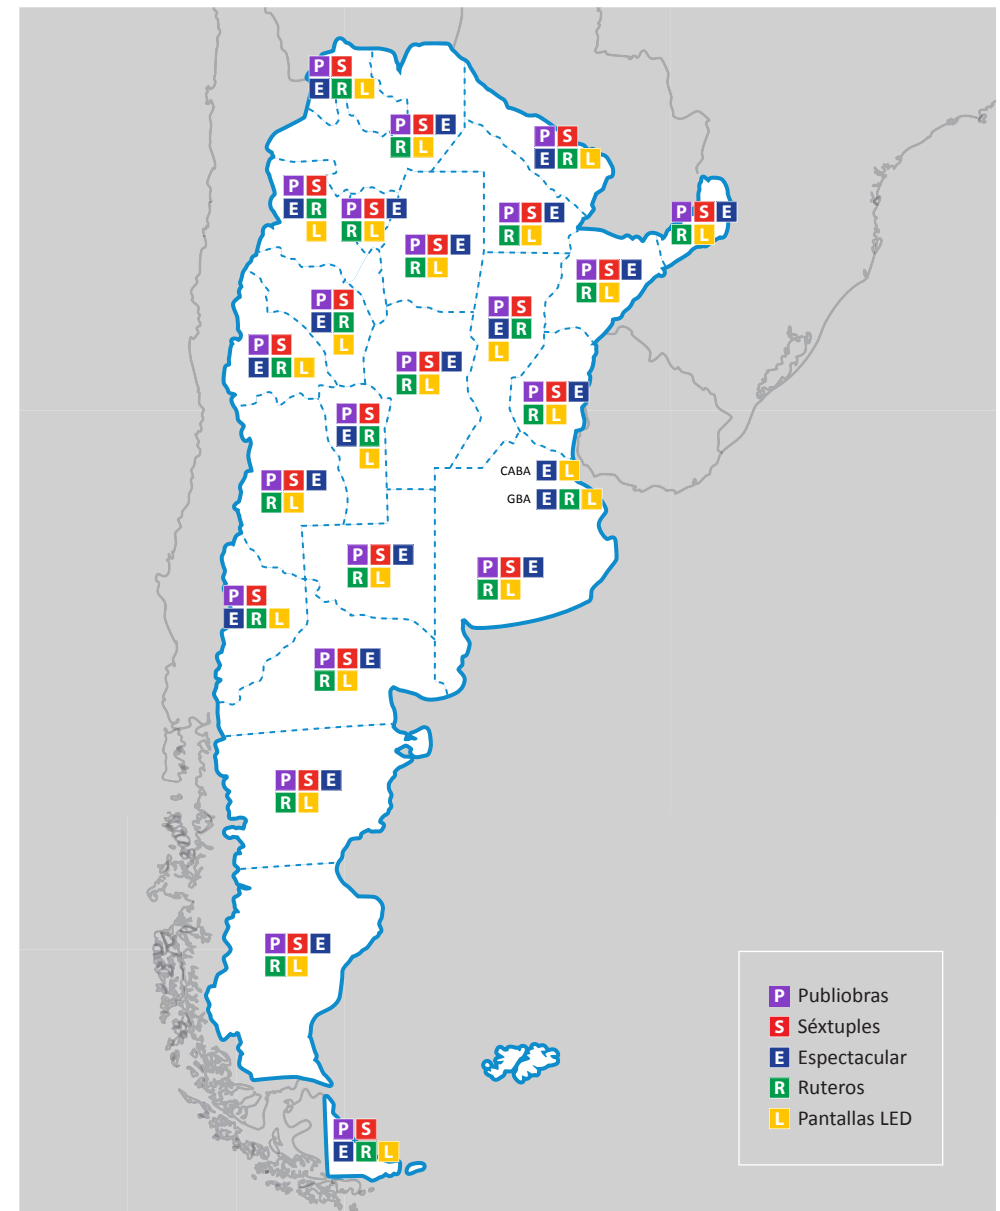 P S
E R L
P S E
R L
P S
E R L
P S
E R
L
P S E
R L
P S E
R L
P S E
R L
P S E
R L
P S E
R L
P S
E R
L
P S
E R
L
P S
E R L
P S E
R L
P S E
R L
P S
E R
L
CABA E L
GBA E R L
P S E
R L
P S E
R L
P S E
R L
P S
E R L
P S E
R L
P S E
R L
P S E
R L
P S
E R L
P Publiobras
S Séxtuples
E Espectacular
R Ruteros
L Pantallas LED